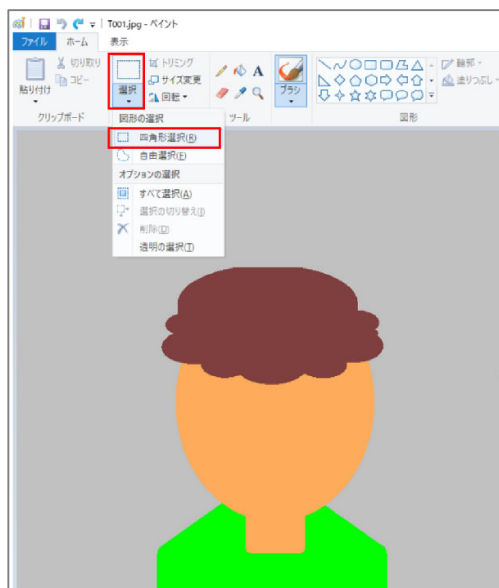 T001.jpg - ペイント
ファイル ホーム 表示
貼り付け
切り取り
コピー
クリップボード
選択
トリミング
サイズ変更
回転
A
ツール
ブラシ
図形
輪郭
塗りつぶし
図形の選択
四角形選択(R)
自由選択(F)
オプションの選択
すべて選択(A)
選択の切り替え(I)
削除(D)
透明の選択(T)